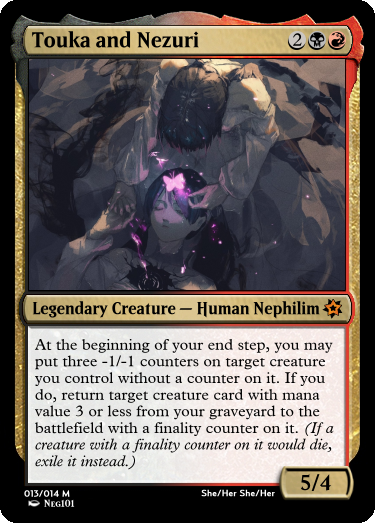 Touka and Nezuri 2
Legendary Creature — Human Nephilim
At the beginning of your end step, you may
put three -1/-1 counters on target creature
you control without a counter on it. If you
do, return target creature card with mana
value 3 or less from your graveyard to the
battlefield with a finality counter on it. (If a
creature with a finality counter on it would die,
exile it instead.)
5/4
013/014 M She/Her She/Her
Neg101